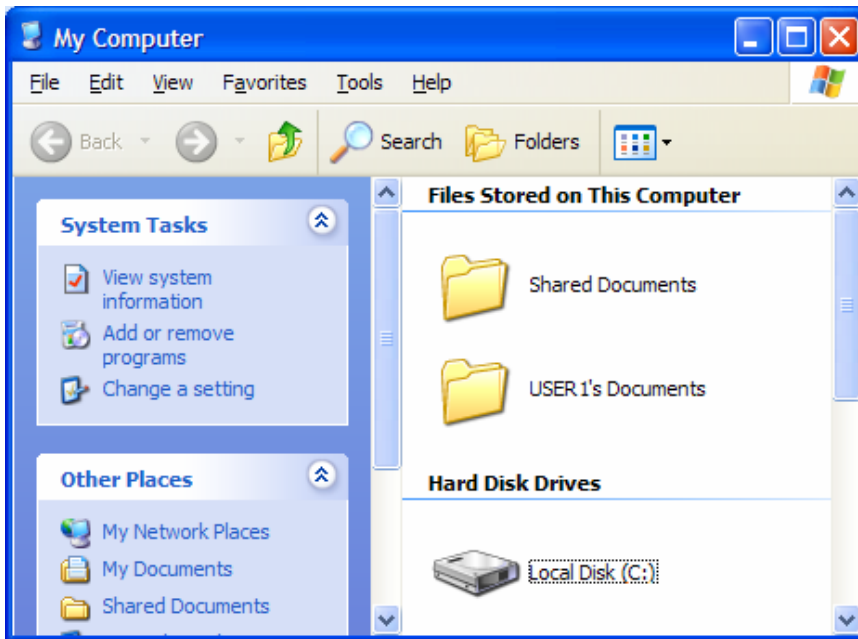 My Computer
File Edit View Favorites Tools Help
Back Search Folders
System Tasks
View system
information
Add or remove
programs
Change a setting
Other Places
My Network Places
My Documents
Shared Documents
Files Stored on This Computer
Shared Documents
USER1's Documents
Hard Disk Drives
Local Disk (C:)